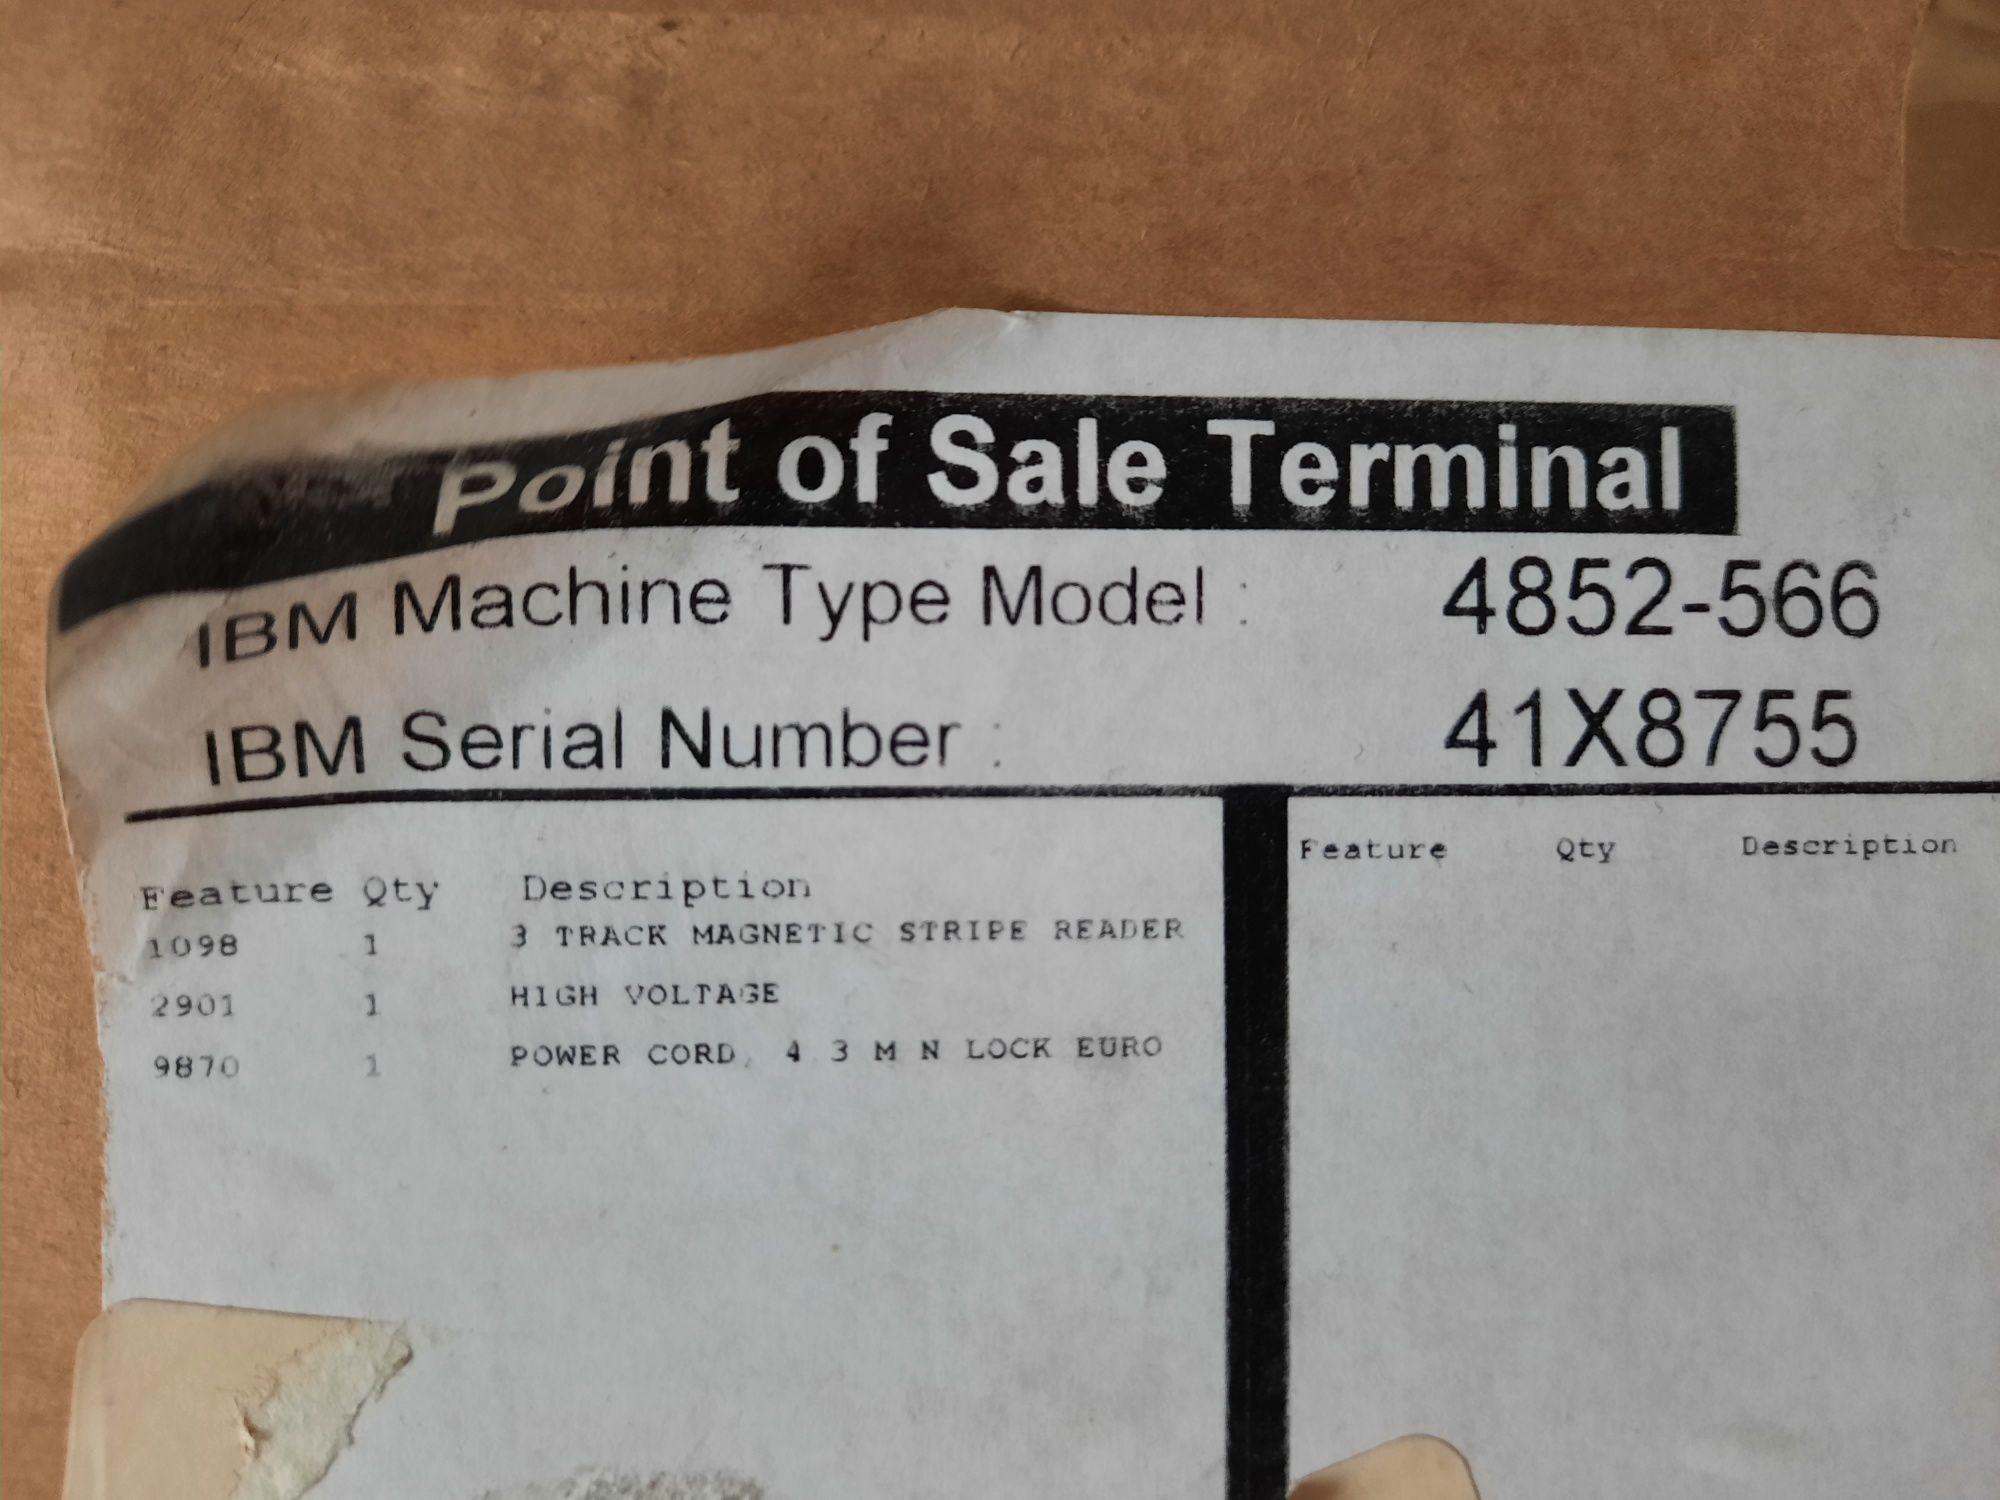 Point of Sale Terminal
IBM Machine Type Model : 4852-566
IBM Serial Number : 41X8755
Feature Qty Description
1098 1 3 TRACK MAGNETIC STRIPE READER
2901 1 HIGH VOLTAGE
9870 1 POWER CORD, 4 3 M N LOCK EURO
Feature Qty Description